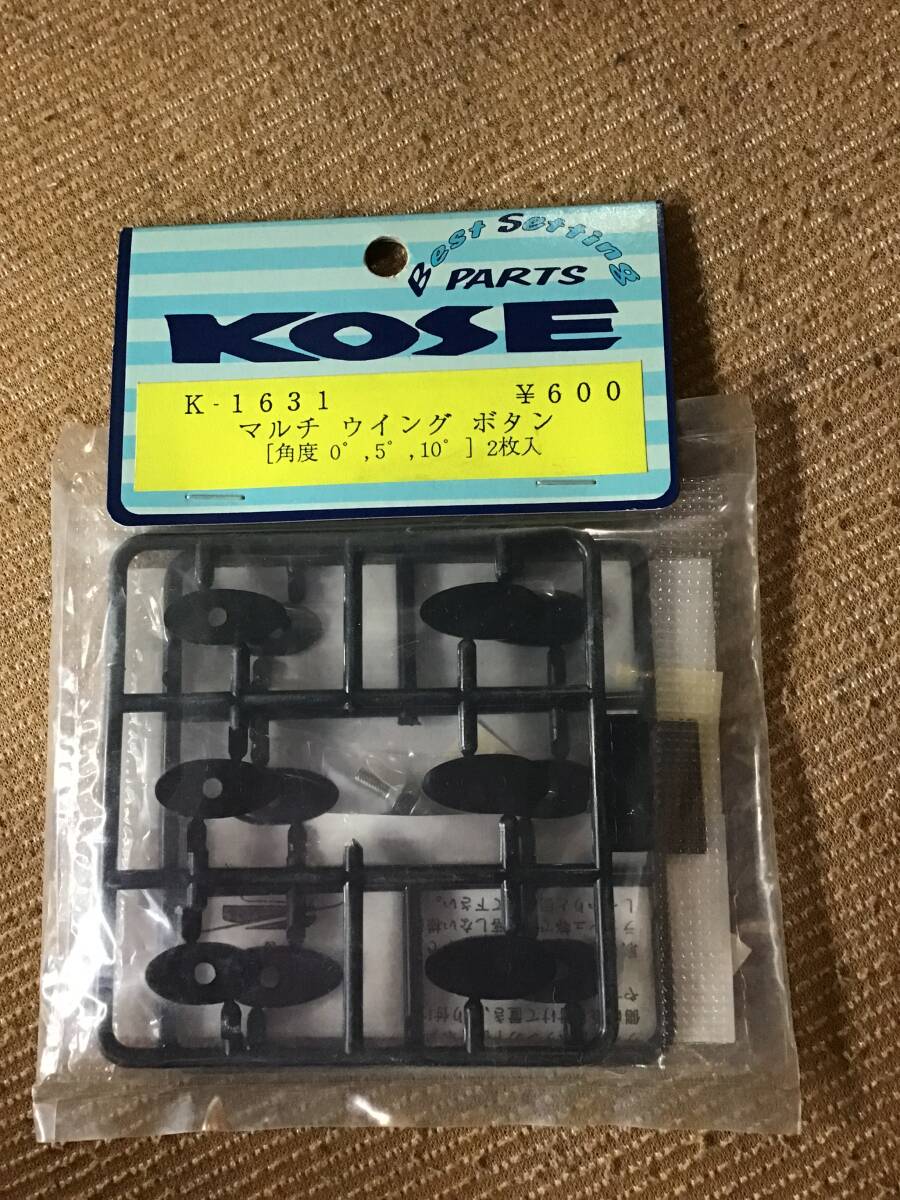 Best Setting
PARTS
KOSE
K-1631 ¥600
マルチ ウイング ボタン
[角度 0°,5°,10°] 2枚入